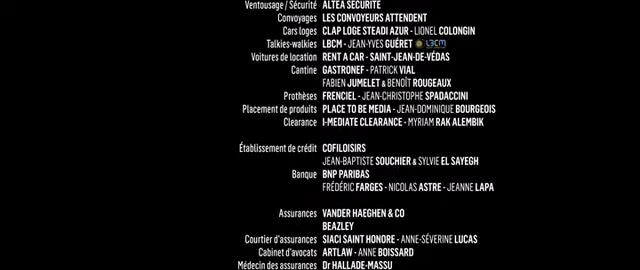 Ventousage / Sécurité ALTEA SECURITE
Convoyages LES CONVOYEURS ATTENDENT
Cars loges CLAP LOGE STEADI AZUR - LIONEL COLONGIN
Talkies-walkies LBCM - JEAN-YVES GUÉRET LBCM
Voitures de location RENT A CAR - SAINT-JEAN-DE-VÉDAS
Cantine GASTRONEF - PATRICK VIAL
FABIEN JUMELET & BENOÎT ROUGEAUX
Prothèses FRENCIEL - JEAN-CHRISTOPHE SPADACCINI
Placement de produits PLACE TO BE MEDIA - JEAN-DOMINIQUE BOURGEOIS
Clearance I-MEDIATE CLEARANCE - MYRIAM RAK ALEMBIK
Établissement de crédit COFILOISIRS
JEAN-BAPTISTE SOUCHIER & SYLVIE EL SAYEGH
Banque BNP PARIBAS
FRÉDÉRIC FARGES - NICOLAS ASTRE - JEANNE LAPA
Assurances VANDER HAEGHEN & CO
BEAZLEY
Courtier d'assurances SIACI SAINT HONORE - ANNE-SÉVERINE LUCAS
Cabinet d'avocats ARTLAW - ANNE BOISSARD
Médecin des assurances Dr HALLADE-MASSU